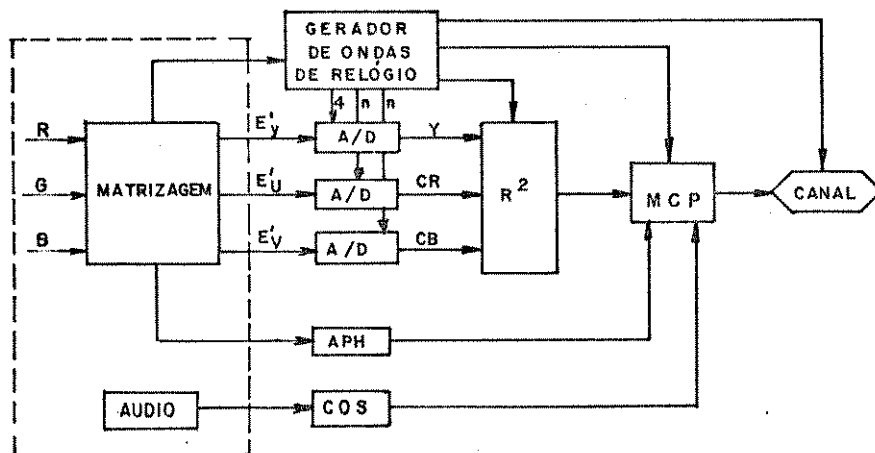 GERADOR
DE ONDAS
DE RELÓGIO
4 n n
R
G
B
MATRIZAGEM
E'y
E'U
E'V
A/D
A/D
A/D
Y
CR
CB
R²
MCP
CANAL
APH
AUDIO
COS